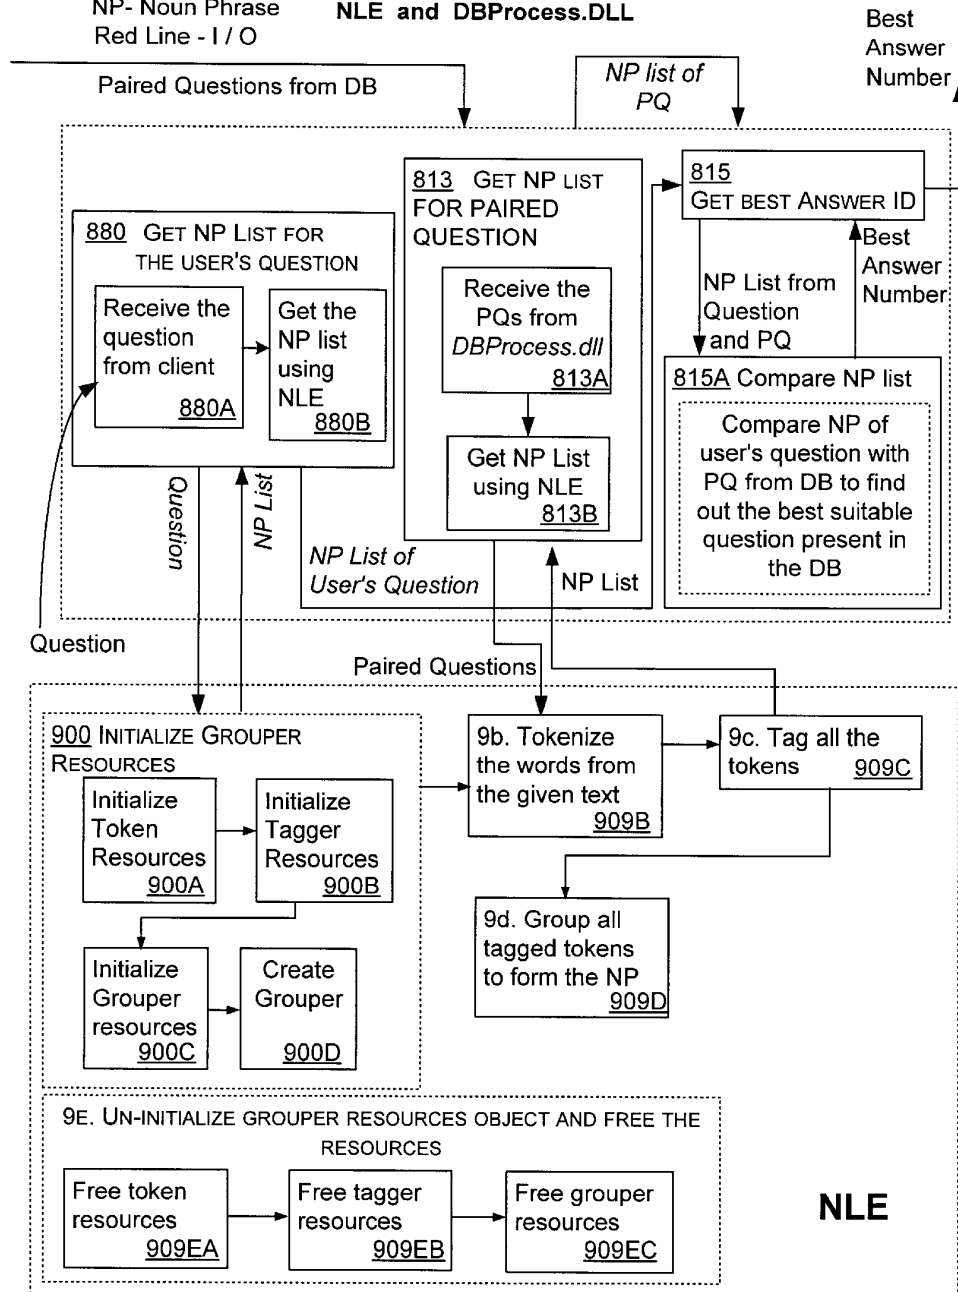 NP- Noun Phrase
Red Line - I / O
NLE and DBProcess.DLL
Best
Answer
Number
Paired Questions from DB
NP list of
PQ
880 GET NP LIST FOR
THE USER'S QUESTION
Receive the
question
from client
880A
Get the
NP list
using
NLE
880B
813 GET NP LIST
FOR PAIRED
QUESTION
Receive the
PQs from
DBProcess.dll
813A
Get NP List
using NLE
813B
815
GET BEST ANSWER ID
NP List from
Question
and PQ
Best
Answer
Number
815A Compare NP list
Compare NP of
user's question with
PQ from DB to find
out the best suitable
question present in
the DB
Question
NP List
NP List of
User's Question
NP List
Question
Paired Questions
900 INITIALIZE GROUPER
RESOURCES
Initialize
Token
Resources
900A
Initialize
Tagger
Resources
900B
Initialize
Grouper
resources
900C
Create
Grouper
900D
9b. Tokenize
the words from
the given text
909B
9c. Tag all the
tokens 909C
9d. Group all
tagged tokens
to form the NP
909D
9E. UN-INITIALIZE GROUPER RESOURCES OBJECT AND FREE THE
RESOURCES
Free token
resources
909EA
Free tagger
resources
909EB
Free grouper
resources
909EC
NLE